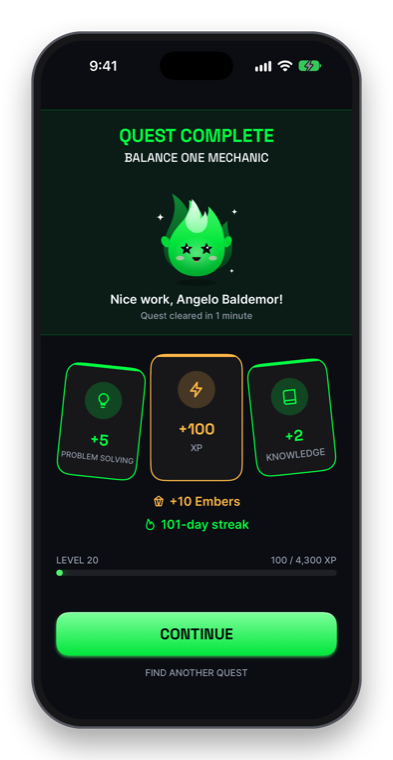 9:41
QUEST COMPLETE
BALANCE ONE MECHANIC
Nice work, Angelo Baldemor!
Quest cleared in 1 minute
+5
PROBLEM SOLVING
+100
XP
+2
KNOWLEDGE
+10 Embers
101-day streak
LEVEL 20
100 / 4,300 XP
CONTINUE
FIND ANOTHER QUEST